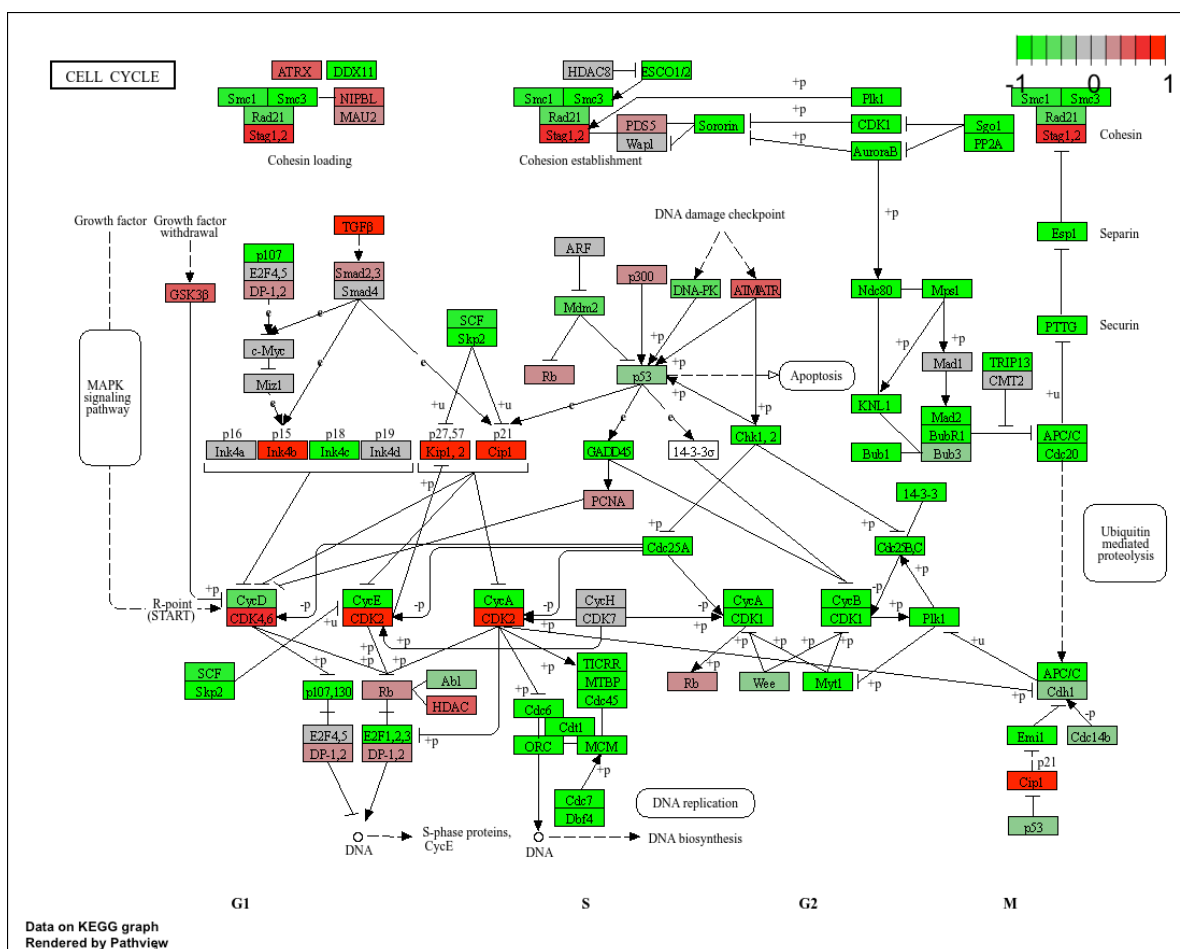 CELL CYCLE
ATRX
DDX11
Smc1
Smc3
NIPBL
Rad21
MAU2
Stag1,2
Cohesin loading
HDAC8
ESCO1/2
Smc1
Smc3
Rad21
PDS5
Stag1,2
Wapl
Sororin
Cohesion establishment
+p
Plk1
+p
CDK1
+p
AuroraB
Sgo1
PP2A
-1
0
1
Smc1
Smc3
Rad21
Stag1,2
Cohesin
Growth factor
Growth factor
withdrawal
TGFβ
p107
E2F4,5
DP-1,2
Smad2,3
Smad4
GSK3β
DNA damage checkpoint
ARF
p300
DNA-PK
ATMATR
Mdm2
+p
Esp1
Separin
Ndc80
Mps1
PTTG
Securin
e
e
c-Myc
Miz1
e
e
e
SCF
Skp2
Rb
+p
+p
p53
Apoptosis
+p
+p
Mad1
TRIP13
CMT2
MAPK
signaling
pathway
+u
+u
e
e
e
+p
KNL1
Mad2
BubR1
Bub3
Bub1
+u
APC/C
Cdc20
p16
p15
p18
p19
p27,57
p21
Ink4a
Ink4b
Ink4c
Ink4d
Kip1, 2
Cip1
GADD45
14-3-3σ
Chk1, 2
+p
PCNA
14-3-3
+p
+p
Cdc25A
Cdc25B,C
Ubiquitin
mediated
proteolysis
R-point
(START)
+p
CycD
CDK4,6
-p
CycE
CDK2
-p
+u
CycA
CDK2
-p
+p
CycH
CDK7
-p
+p
CycA
CDK1
CycB
CDK1
-p
+p
+p
Plk1
+u
SCF
Skp2
+p
+p
+p
+p
+p
+p
+p
+p
+p
+p
p107,130
Rb
Abl
HDAC
TICRR
MTBP
Cdc45
Rb
Wee
Myt1
APC/C
Cdh1
E2F4,5
DP-1,2
E2F1,2,3
DP-1,2
+p
Cdc6
Cdt1
ORC
MCM
+p
-p
Emi1
Cdc14b
p21
Cip1
p53
Cdc7
Dbf4
DNA replication
DNA
S-phase proteins,
CycE
DNA
DNA biosynthesis
G1
S
G2
M
Data on KEGG graph
Rendered by Pathview